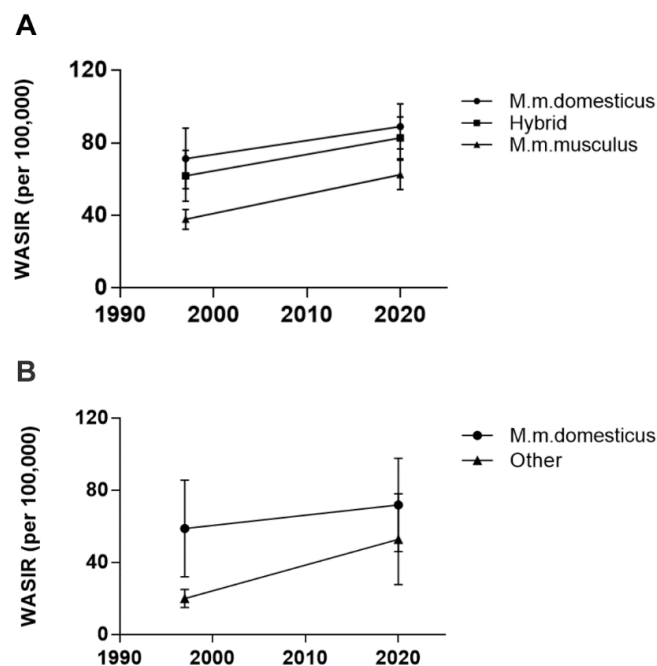 A
WASIR (per 100,000)
120
80
40
0
1990 2000 2010 2020
M.m.domesticus
Hybrid
M.m.musculus
B
WASIR (per 100,000)
120
80
40
0
1990 2000 2010 2020
M.m.domesticus
Other